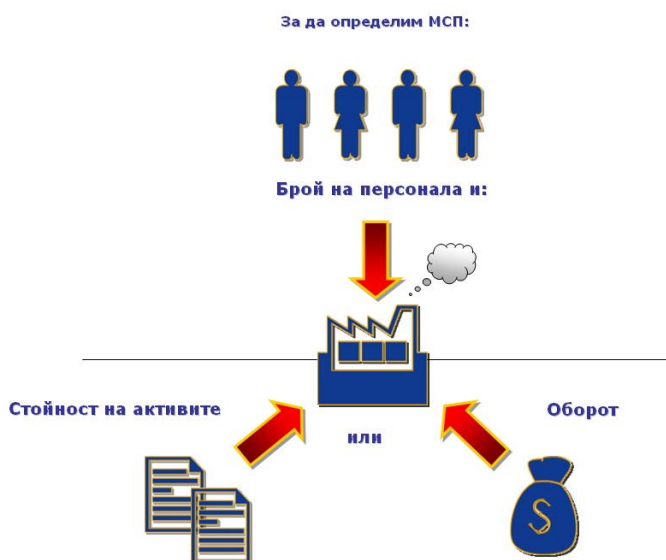 За да определим МСП:
Брой на персонала и:
Стойност на активите
Оборот
или
S